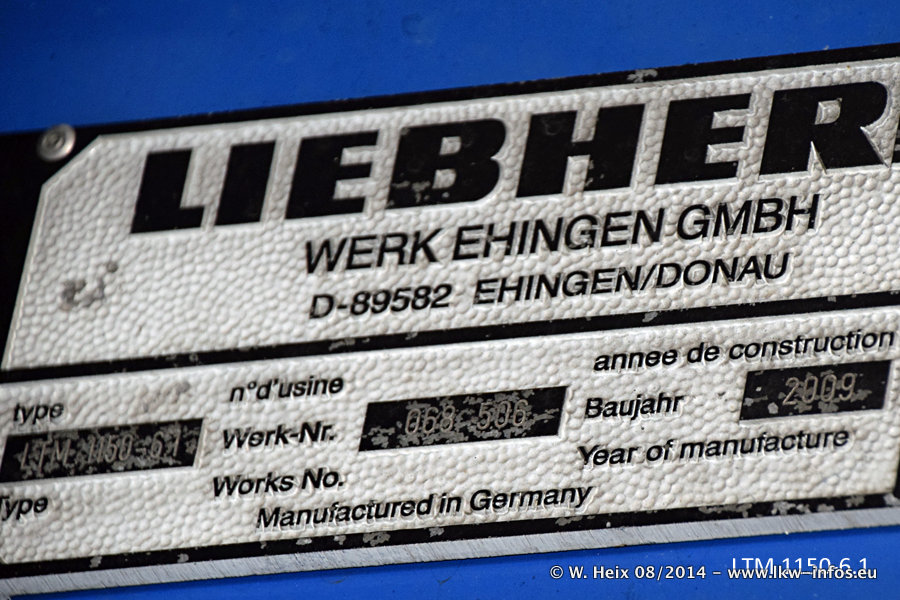 LIEBHER
WERK EHINGEN GMBH
D-89582 EHINGEN/DONAU
annee de construction
type n°d'usine
LTM 1150-6.1 Werk-Nr. 068 506 Baujahr 2009
Type Works No. Year of manufacture
Manufactured in Germany
LTM 1150-6.1
© W. Heix 08/2014 – www.lkw-infos.eu